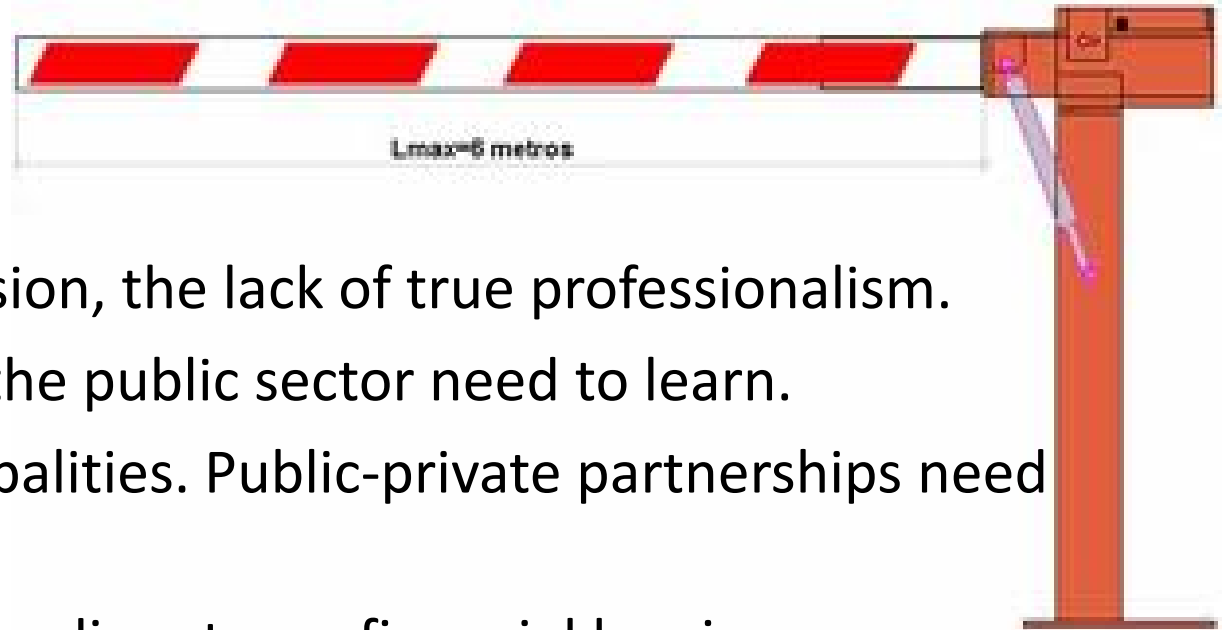 Lmax=6 metros
sion, the lack of true professionalism.
the public sector need to learn.
palities. Public-private partnerships need